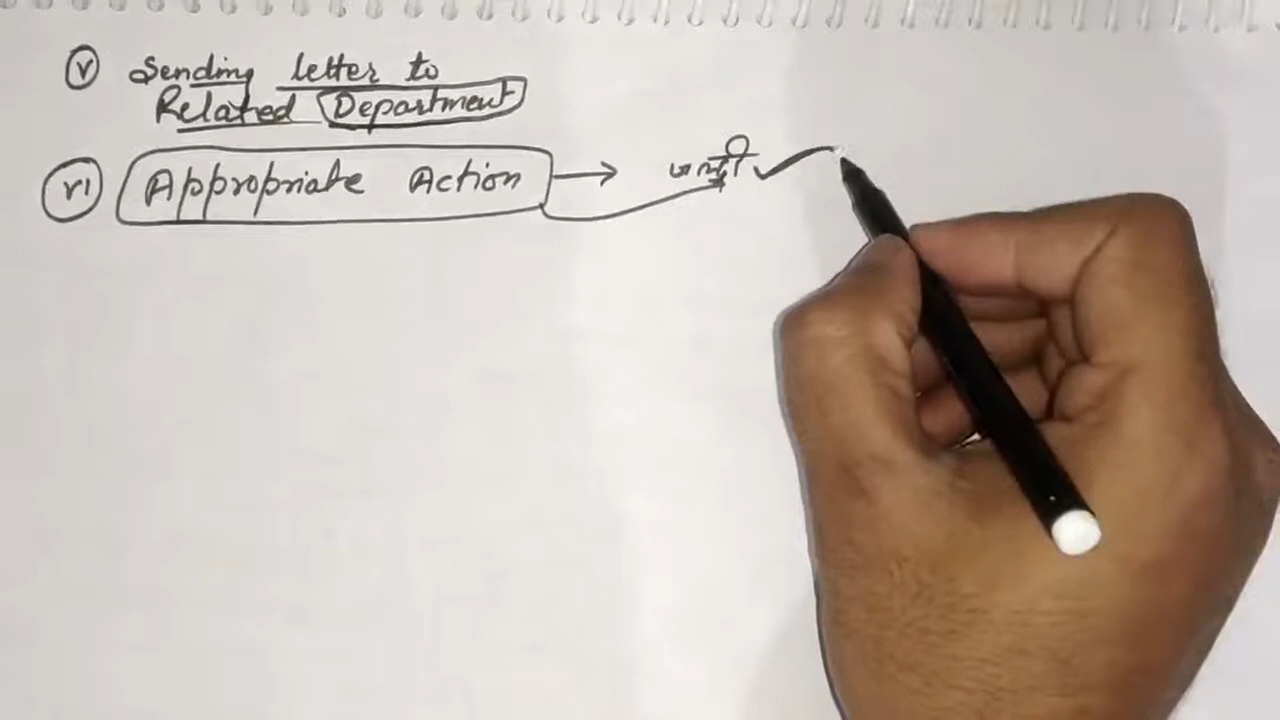 (v) Sending letter to
Related Department
(vi) Appropriate Action →